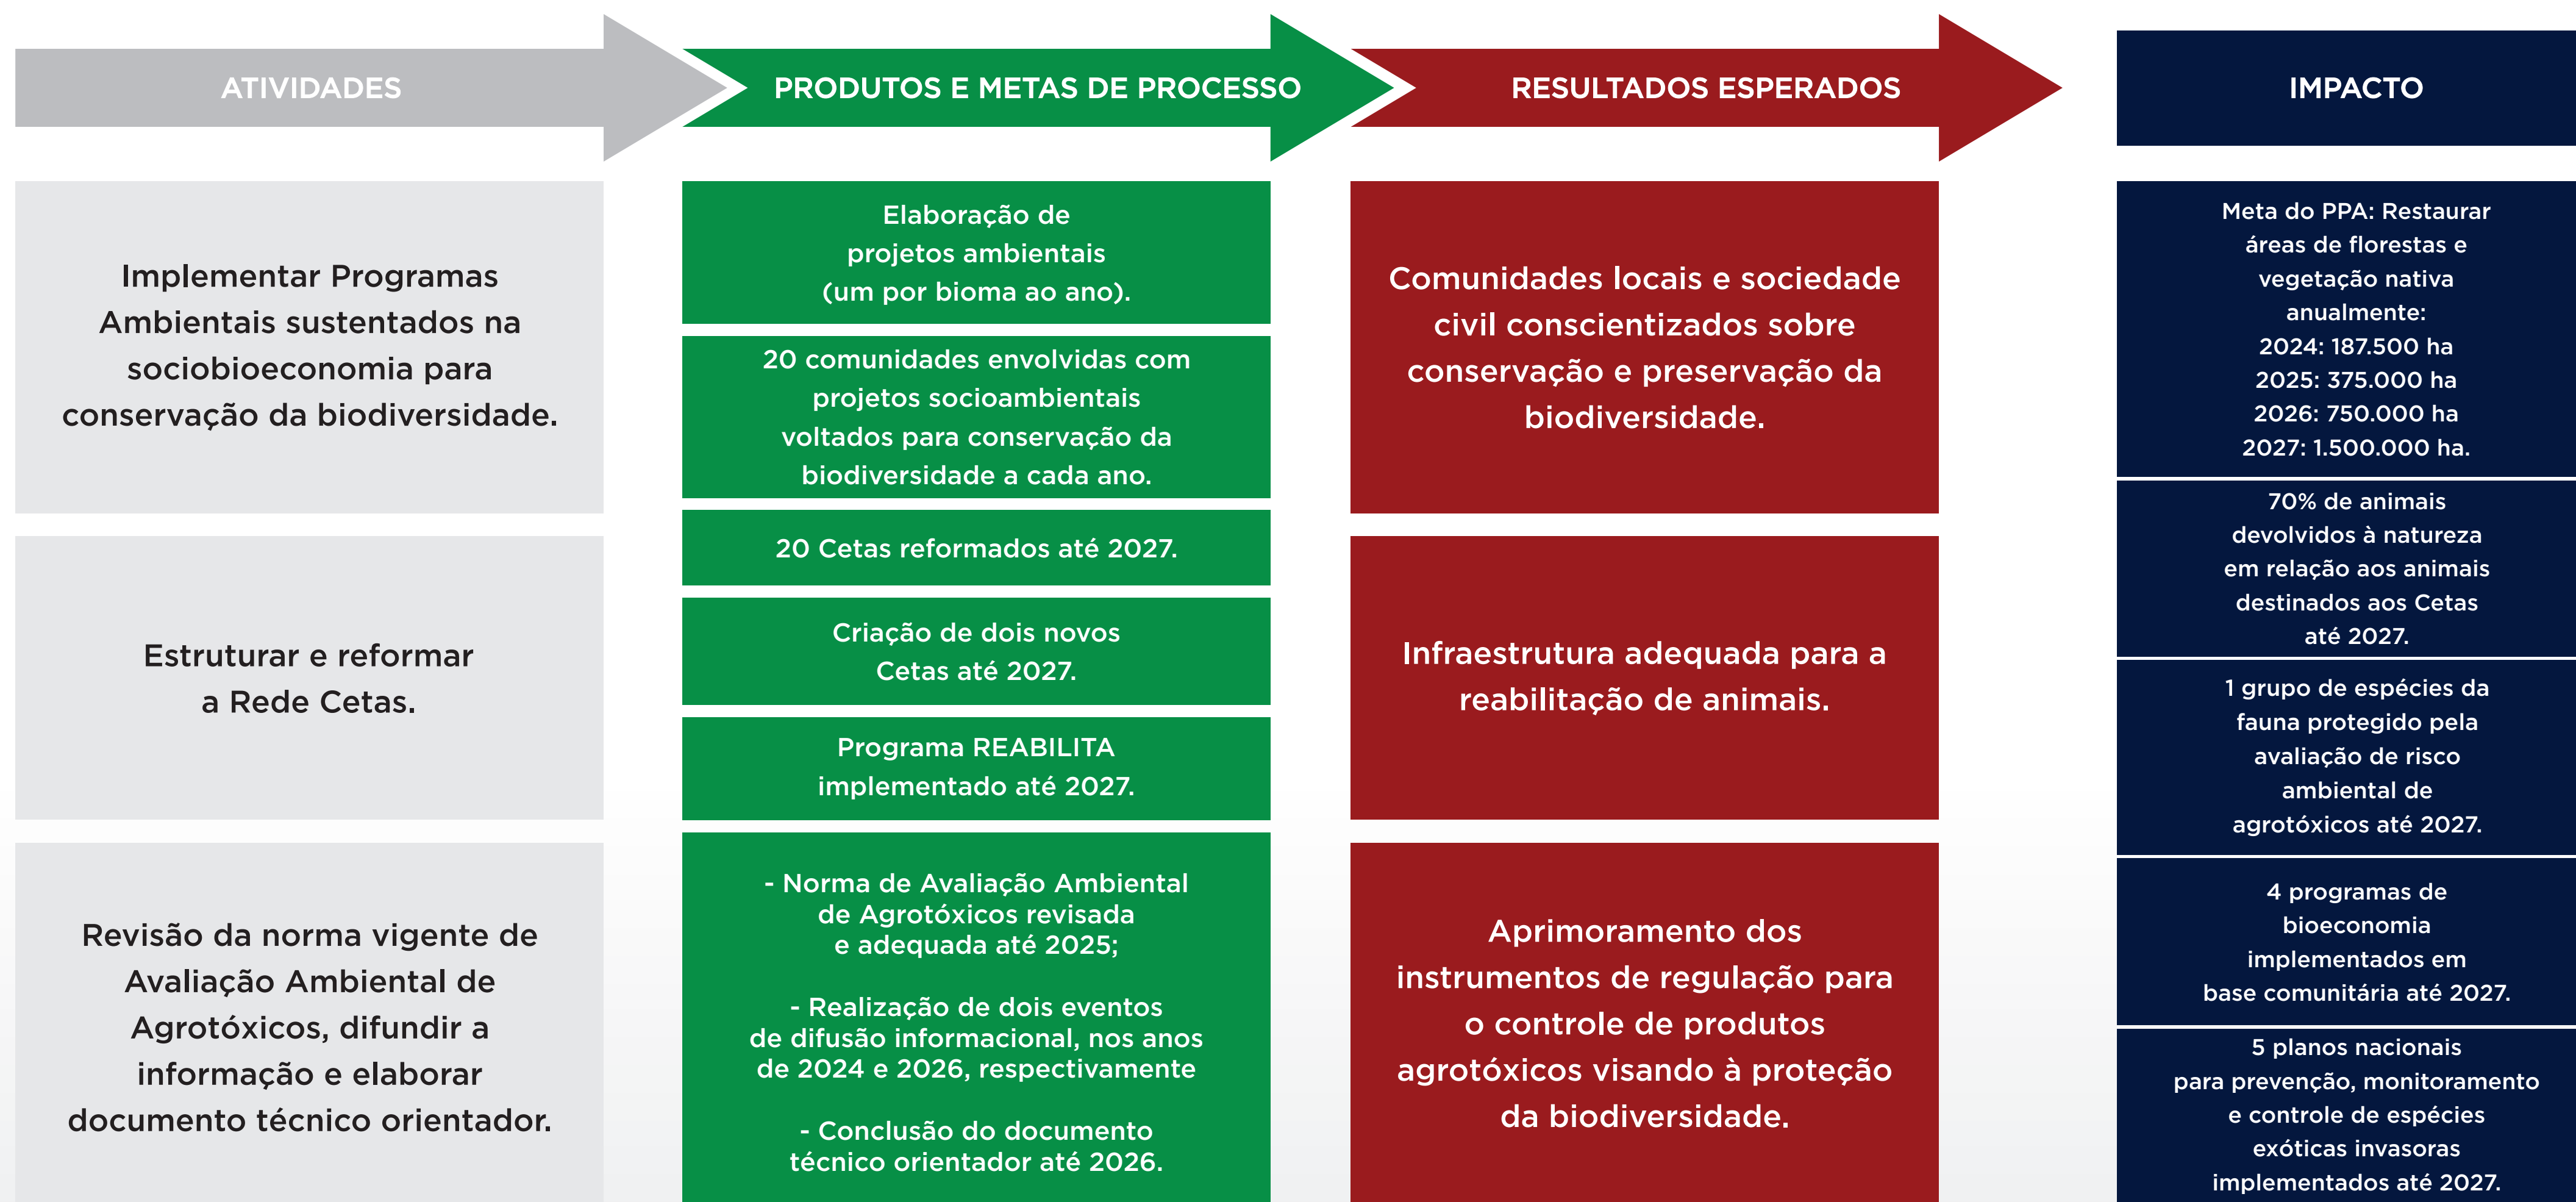 ATIVIDADES
PRODUTOS E METAS DE PROCESSO
RESULTADOS ESPERADOS
IMPACTO
Implementar Programas
Ambientais sustentados na
sociobioeconomia para
conservação da biodiversidade.
Estruturar e reformar
a Rede Cetas.
Revisão da norma vigente de
Avaliação Ambiental de
Agrotóxicos, difundir a
informação e elaborar
documento técnico orientador.
Elaboração de
projetos ambientais
(um por bioma ao ano).
20 comunidades envolvidas com
projetos socioambientais
voltados para conservação da
biodiversidade a cada ano.
20 Cetas reformados até 2027.
Criação de dois novos
Cetas até 2027.
Programa REABILITA
implementado até 2027.
- Norma de Avaliação Ambiental
de Agrotóxicos revisada
e adequada até 2025;
- Realização de dois eventos
de difusão informacional, nos anos
de 2024 e 2026, respectivamente
- Conclusão do documento
técnico orientador até 2026.
Comunidades locais e sociedade
civil conscientizados sobre
conservação e preservação da
biodiversidade.
Infraestrutura adequada para a
reabilitação de animais.
Aprimoramento dos
instrumentos de regulação para
o controle de produtos
agrotóxicos visando à proteção
da biodiversidade.
Meta do PPA: Restaurar
áreas de florestas e
vegetação nativa
anualmente:
2024: 187.500 ha
2025: 375.000 ha
2026: 750.000 ha
2027: 1.500.000 ha.
70% de animais
devolvidos à natureza
em relação aos animais
destinados aos Cetas
até 2027.
1 grupo de espécies da
fauna protegido pela
avaliação de risco
ambiental de
agrotóxicos até 2027.
4 programas de
bioeconomia
implementados em
base comunitária até 2027.
5 planos nacionais
para prevenção, monitoramento
e controle de espécies
exóticas invasoras
implementados até 2027.